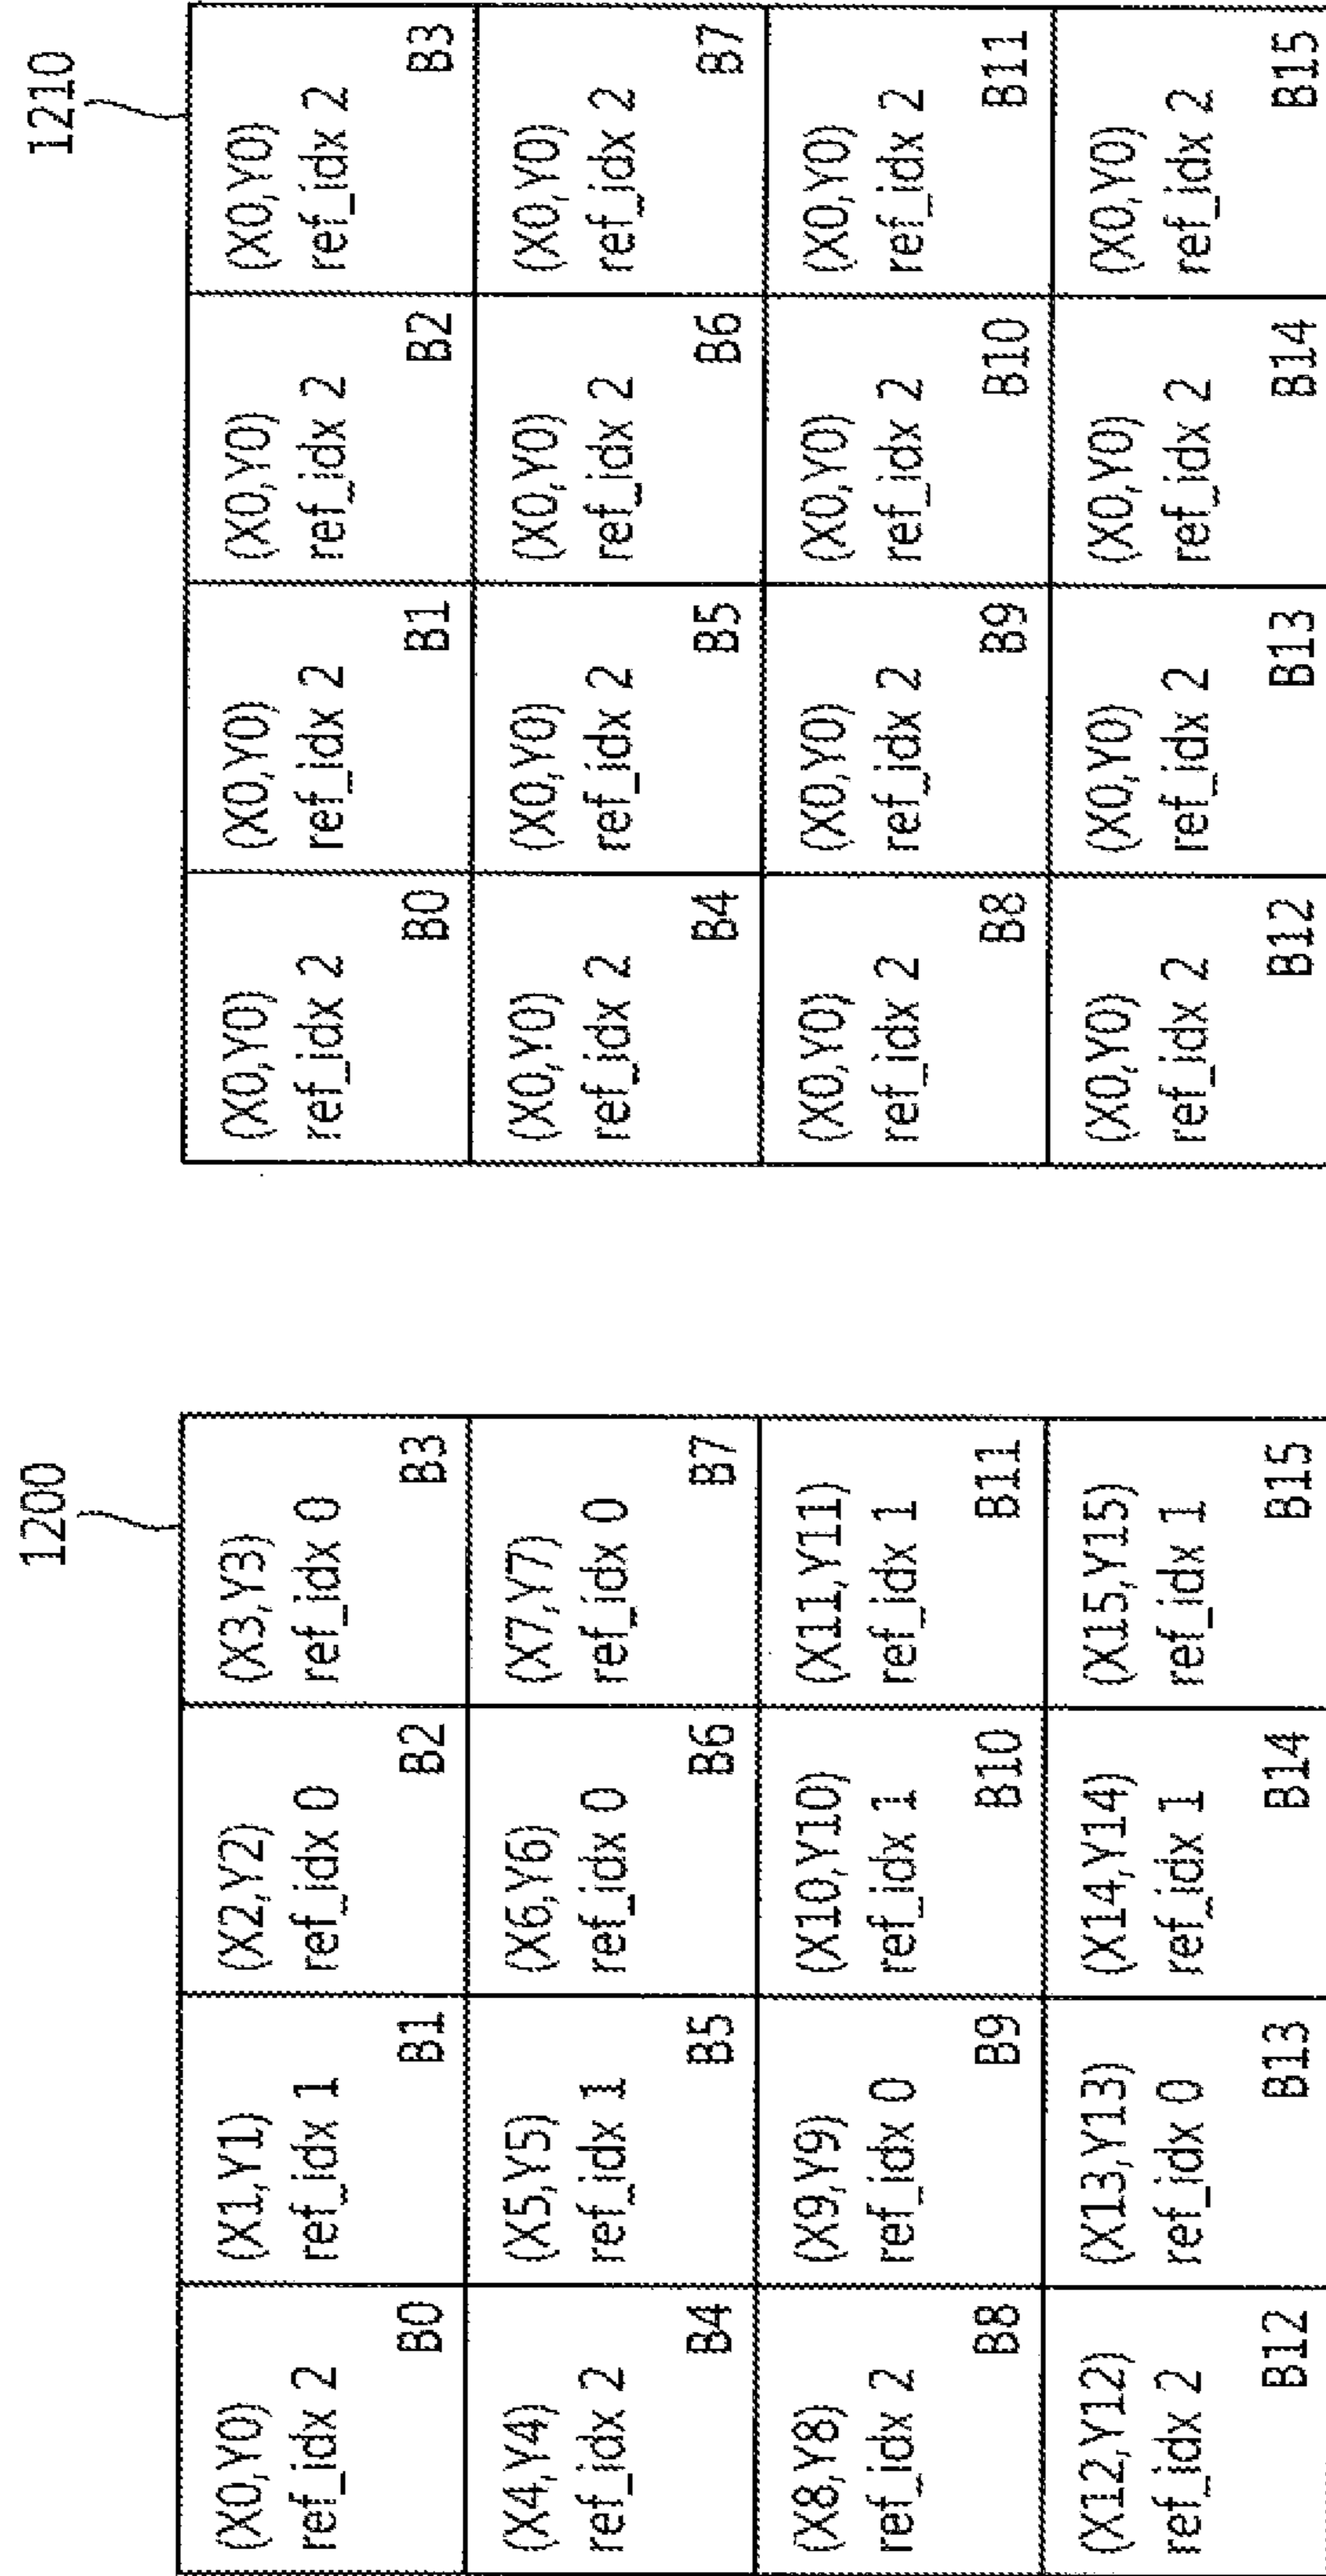 1200
(X0,Y0)
ref_idx 2
B0
(X1,Y1)
ref_idx 1
B1
(X2,Y2)
ref_idx 0
B2
(X3,Y3)
ref_idx 0
B3
(X4,Y4)
ref_idx 2
B4
(X5,Y5)
ref_idx 1
B5
(X6,Y6)
ref_idx 0
B6
(X7,Y7)
ref_idx 0
B7
(X8,Y8)
ref_idx 2
B8
(X9,Y9)
ref_idx 0
B9
(X10,Y10)
ref_idx 1
B10
(X11,Y11)
ref_idx 1
B11
(X12,Y12)
ref_idx 2
B12
(X13,Y13)
ref_idx 0
B13
(X14,Y14)
ref_idx 1
B14
(X15,Y15)
ref_idx 1
B15
1210
(X0,Y0)
ref_idx 2
B0
(X0,Y0)
ref_idx 2
B1
(X0,Y0)
ref_idx 2
B2
(X0,Y0)
ref_idx 2
B3
(X0,Y0)
ref_idx 2
B4
(X0,Y0)
ref_idx 2
B5
(X0,Y0)
ref_idx 2
B6
(X0,Y0)
ref_idx 2
B7
(X0,Y0)
ref_idx 2
B8
(X0,Y0)
ref_idx 2
B9
(X0,Y0)
ref_idx 2
B10
(X0,Y0)
ref_idx 2
B11
(X0,Y0)
ref_idx 2
B12
(X0,Y0)
ref_idx 2
B13
(X0,Y0)
ref_idx 2
B14
(X0,Y0)
ref_idx 2
B15